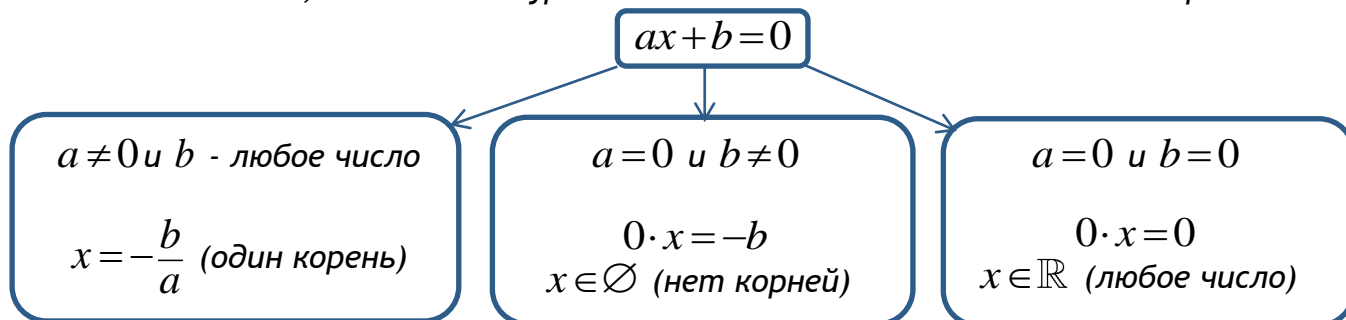 ax+b=0
a≠0 и b - любое число
x=-b/a (один корень)
a=0 и b≠0
0·x=-b
x∈∅ (нет корней)
a=0 и b=0
0·x=0
x∈ℝ (любое число)